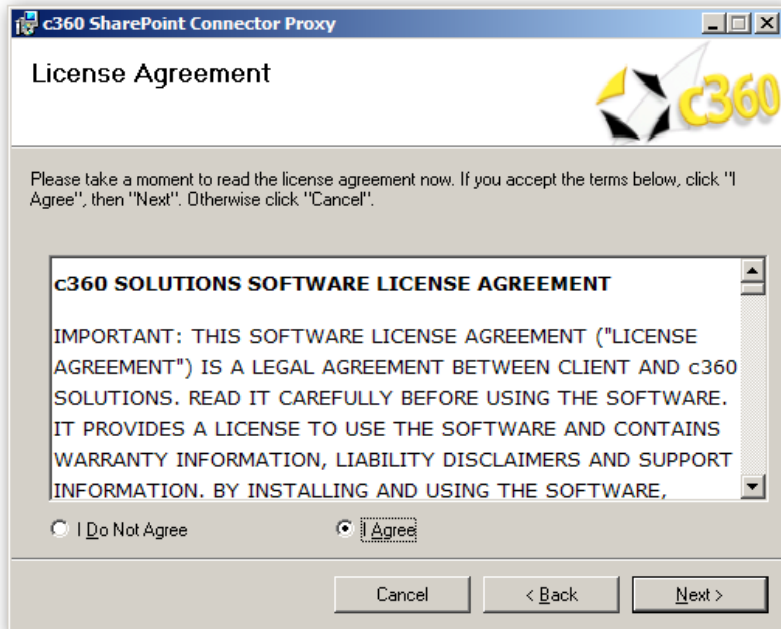 c360 SharePoint Connector Proxy
License Agreement
c360
Please take a moment to read the license agreement now. If you accept the terms below, click "I
Agree", then "Next". Otherwise click "Cancel".
c360 SOLUTIONS SOFTWARE LICENSE AGREEMENT
IMPORTANT: THIS SOFTWARE LICENSE AGREEMENT ("LICENSE
AGREEMENT") IS A LEGAL AGREEMENT BETWEEN CLIENT AND c360
SOLUTIONS. READ IT CAREFULLY BEFORE USING THE SOFTWARE.
IT PROVIDES A LICENSE TO USE THE SOFTWARE AND CONTAINS
WARRANTY INFORMATION, LIABILITY DISCLAIMERS AND SUPPORT
INFORMATION. BY INSTALLING AND USING THE SOFTWARE,
I Do Not Agree
I Agree
Cancel
< Back
Next >